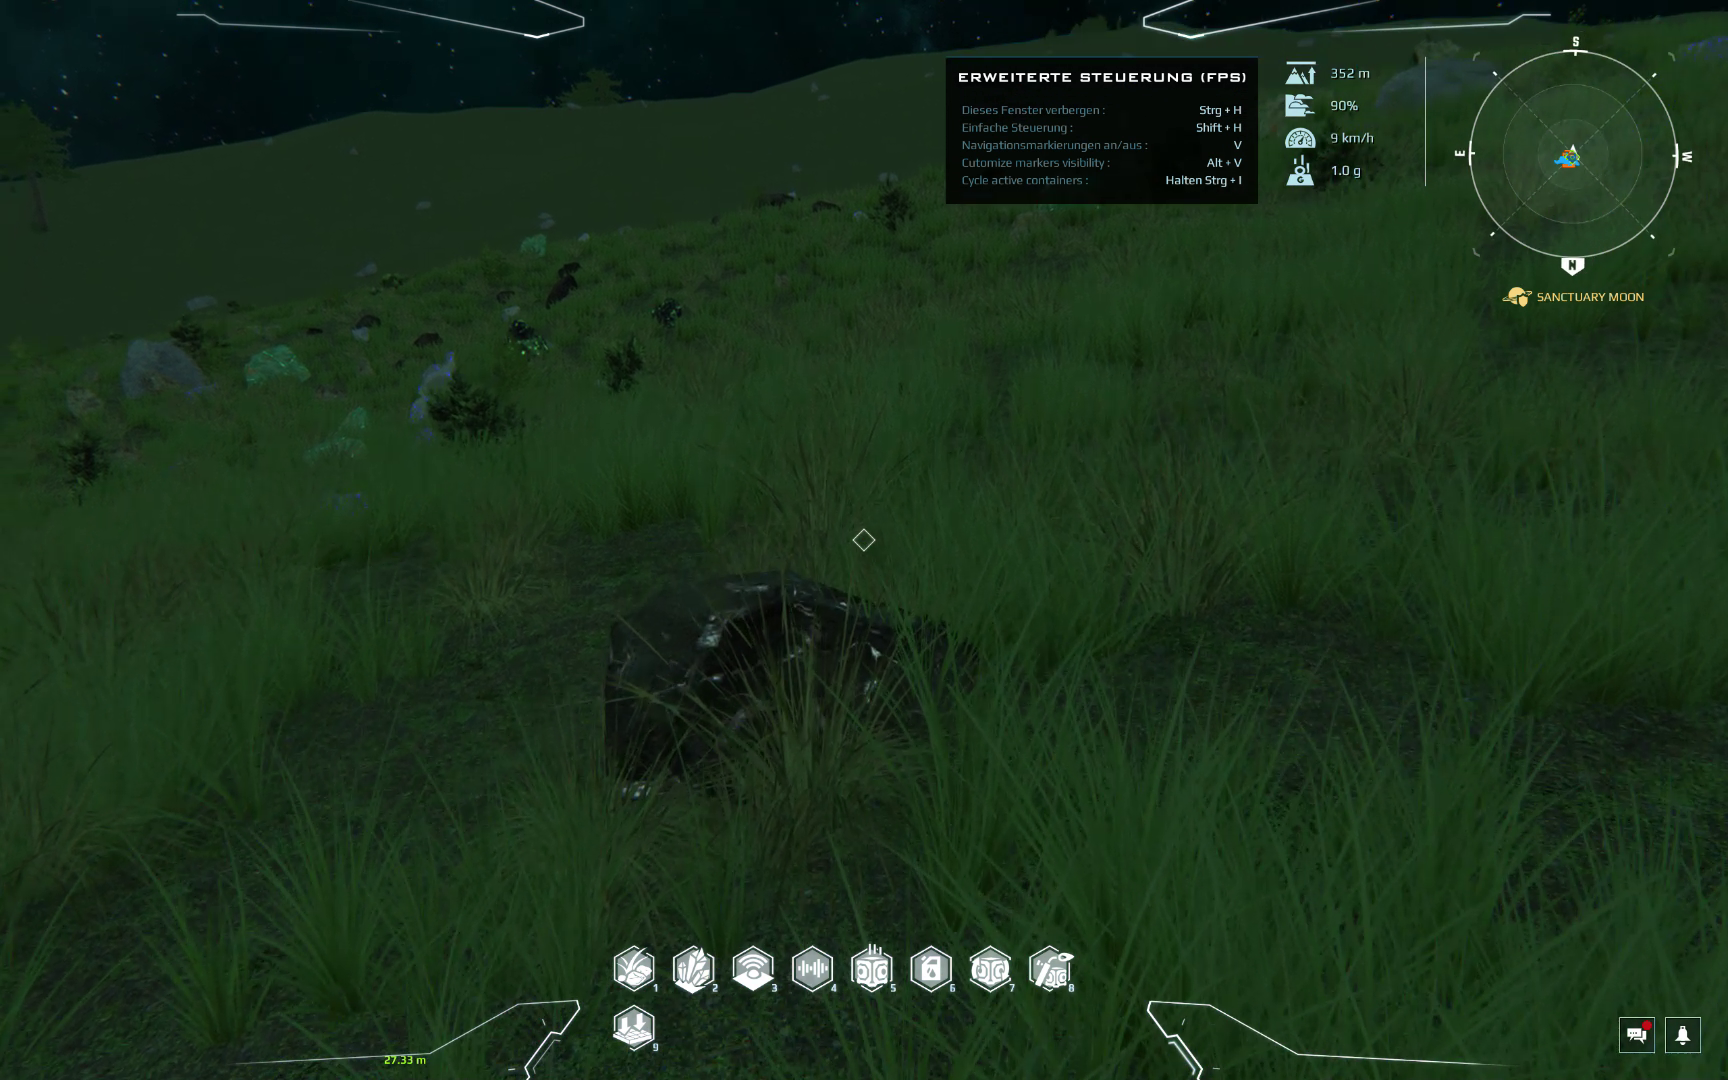 ERWEITERTE STEUERUNG (FPS)
Dieses Fenster verbergen : Strg + H
Einfache Steuerung : Shift + H
Navigationsmarkierungen an/aus : V
Cutomize markers visibility : Alt + V
Cycle active containers : Halten Strg + I
352 m
90%
9 km/h
G 1.0 g
S
E
W
N
SANCTUARY MOON
1 2 3 4 5 6 7 8
9
27.33 m